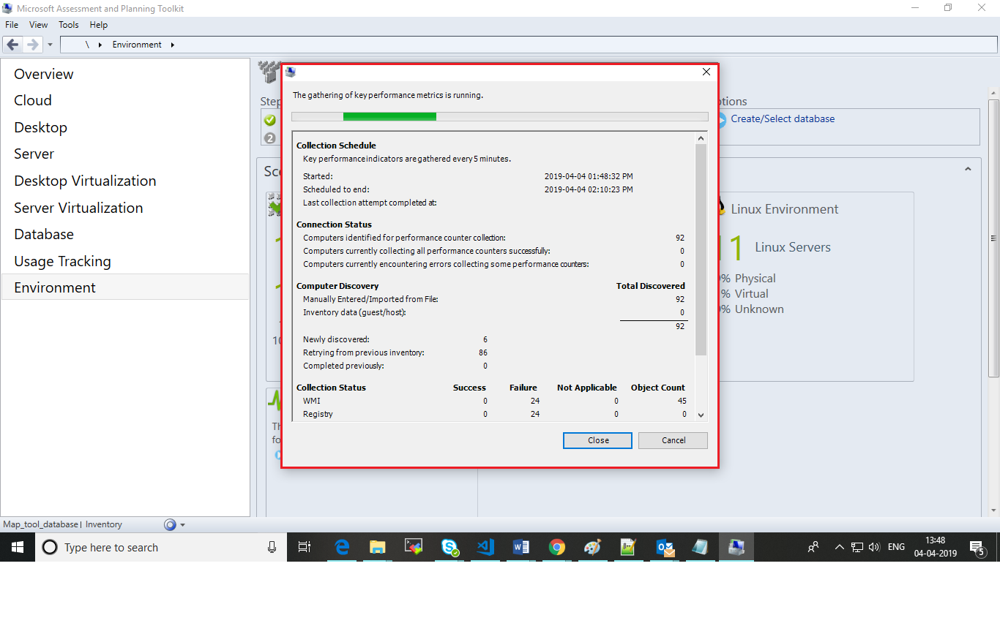 Microsoft Assessment and Planning Toolkit
File View Tools Help
\ Environment
Overview
Cloud
Desktop
Server
Desktop Virtualization
Server Virtualization
Database
Usage Tracking
Environment
Step
2
The gathering of key performance metrics is running.
Collection Schedule
Key performance indicators are gathered every 5 minutes.
Started: 2019-04-04 01:48:32 PM
Scheduled to end: 2019-04-04 02:10:23 PM
Last collection attempt completed at:
Connection Status
Computers identified for performance counter collection: 92
Computers currently collecting all performance counters successfully: 0
Computers currently encountering errors collecting some performance counters: 0
Computer Discovery Total Discovered
Manually Entered/Imported from File: 92
Inventory data (guest/host): 0
92
Newly discovered: 6
Retrying from previous inventory: 86
Completed previously: 0
Collection Status Success Failure Not Applicable Object Count
WMI 0 24 0 45
Registry 0 24 0 0
Close Cancel
ptions
Create/Select database
Sce
Linux Environment
1 Linux Servers
% Physical
% Virtual
% Unknown
10
Th
fo
Map_tool_database | Inventory
Type here to search
ENG
13:48
04-04-2019
5